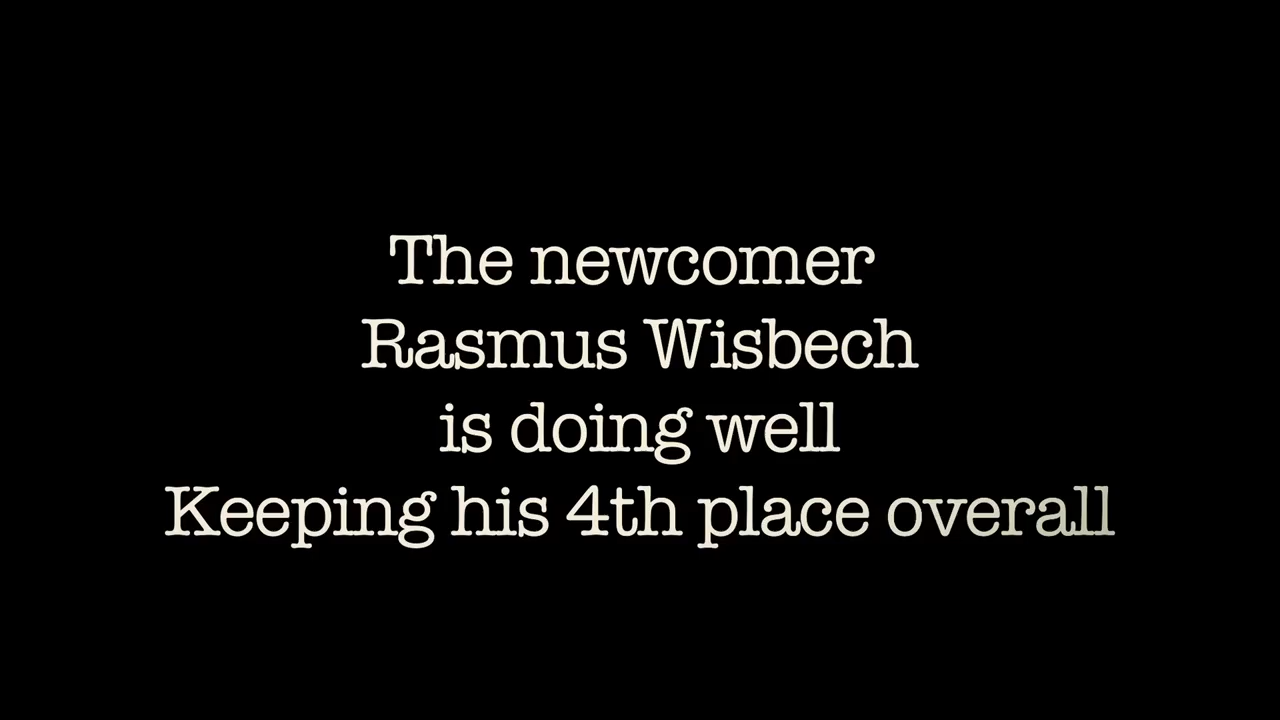 The newcomer
Rasmus Wisbech
is doing well
Keeping his 4th place overall